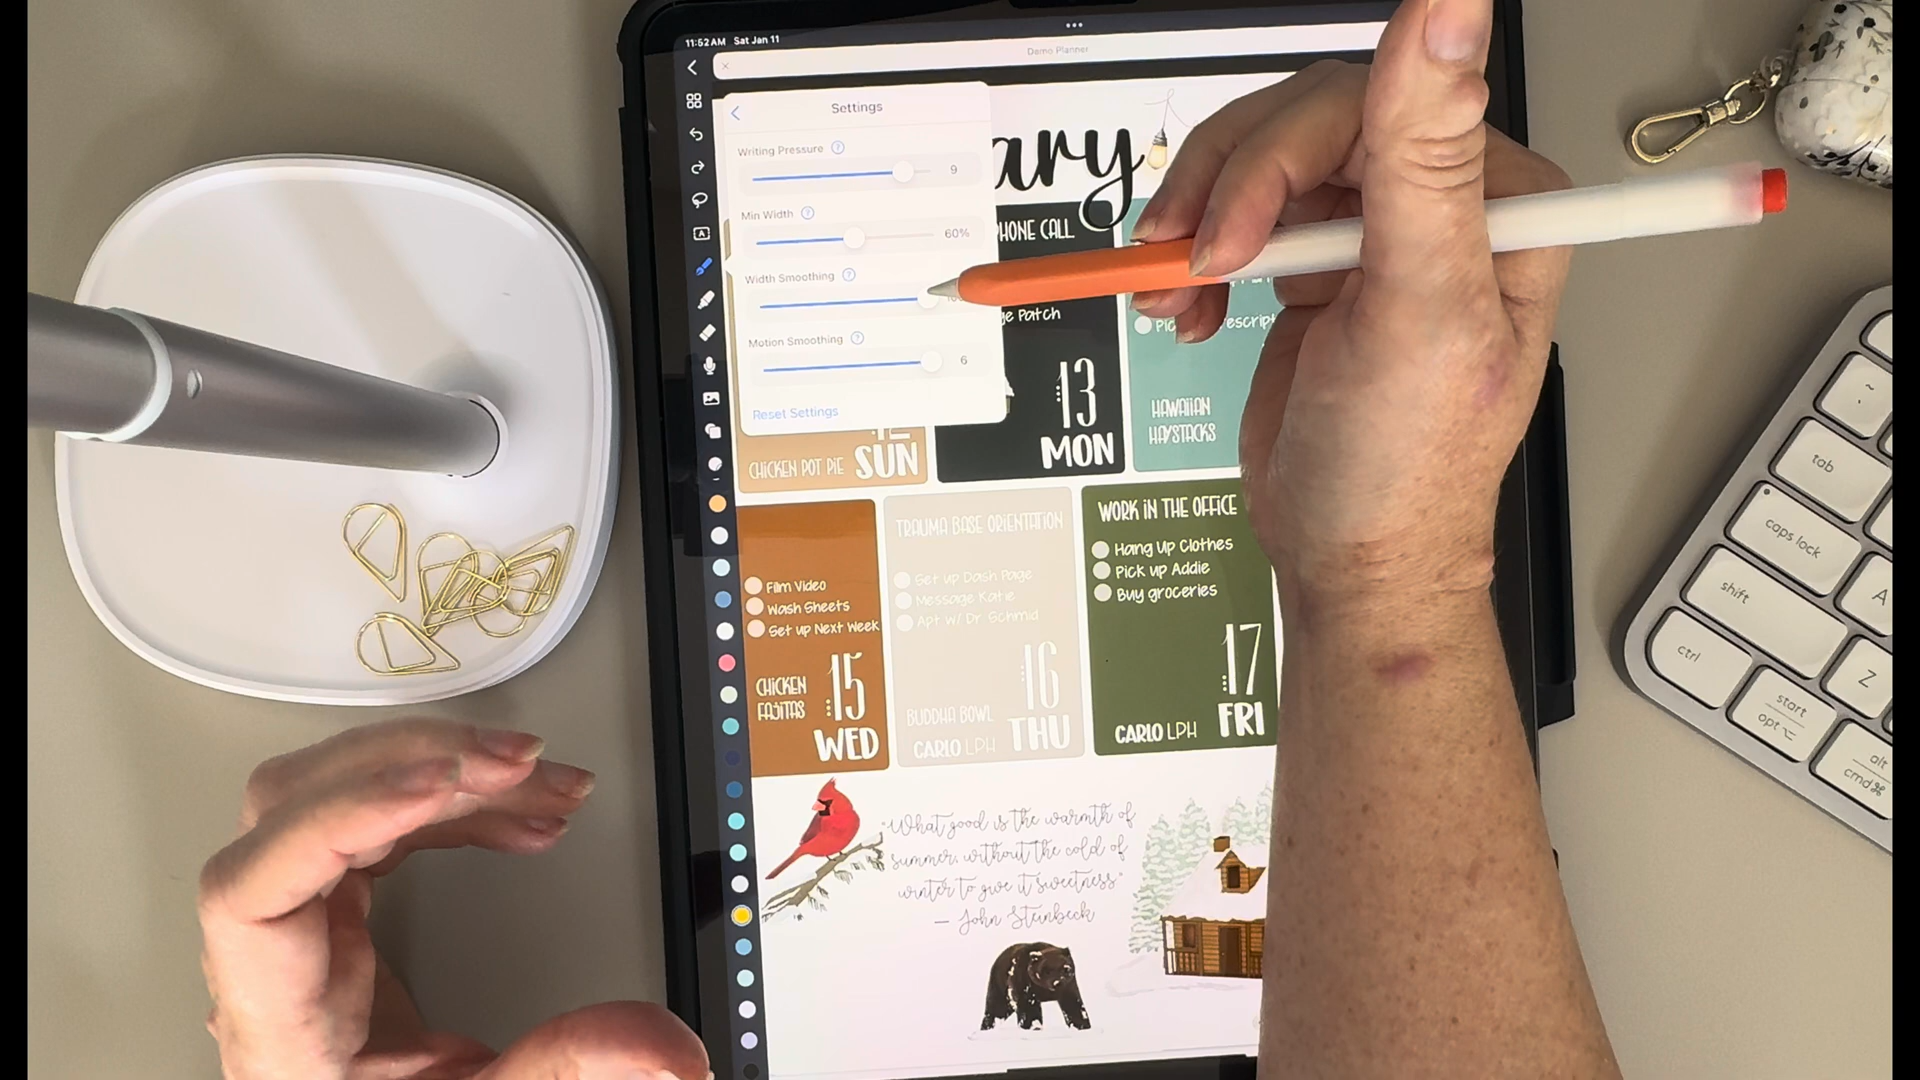 11:52 AM Sat Jan 11
Demo Planner
Settings
Writing Pressure ?
9
Min Width ?
60%
Width Smoothing ?
Motion Smoothing ?
6
Reset Settings
ary
HONE CALL
ge Patch
13
MON
HAWAIIAN
HAYSTACKS
CHICKEN POT PIE
SUN
Film Video
Wash Sheets
Set up Next Week
CHICKEN
FAJITAS
15
WED
TRAUMA BASE ORIENTATION
Set up Dash Page
Message Katie
Apt W/ Dr Schmid
16
BUDDHA BOWL
CARLO LPH
THU
WORK IN THE OFFICE
Hang Up Clothes
Pick up Addie
Buy groceries
17
CARLO LPH
FRI
"What good is the warmth of
summer, without the cold of
winter to give it sweetness"
— John Steinbeck
~
tab
caps lock
A
shift
Z
ctrl
start
opt
alt
cmd ⌘